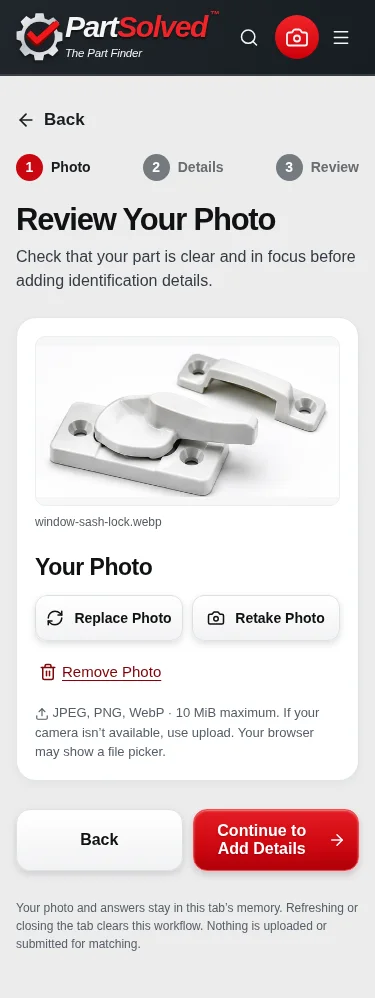 PartSolved™
The Part Finder
Back
1 Photo 2 Details 3 Review
Review Your Photo
Check that your part is clear and in focus before
adding identification details.
window-sash-lock.webp
Your Photo
Replace Photo Retake Photo
Remove Photo
JPEG, PNG, WebP · 10 MiB maximum. If your
camera isn’t available, use upload. Your browser
may show a file picker.
Back
Continue to
Add Details
Your photo and answers stay in this tab’s memory. Refreshing or
closing the tab clears this workflow. Nothing is uploaded or
submitted for matching.